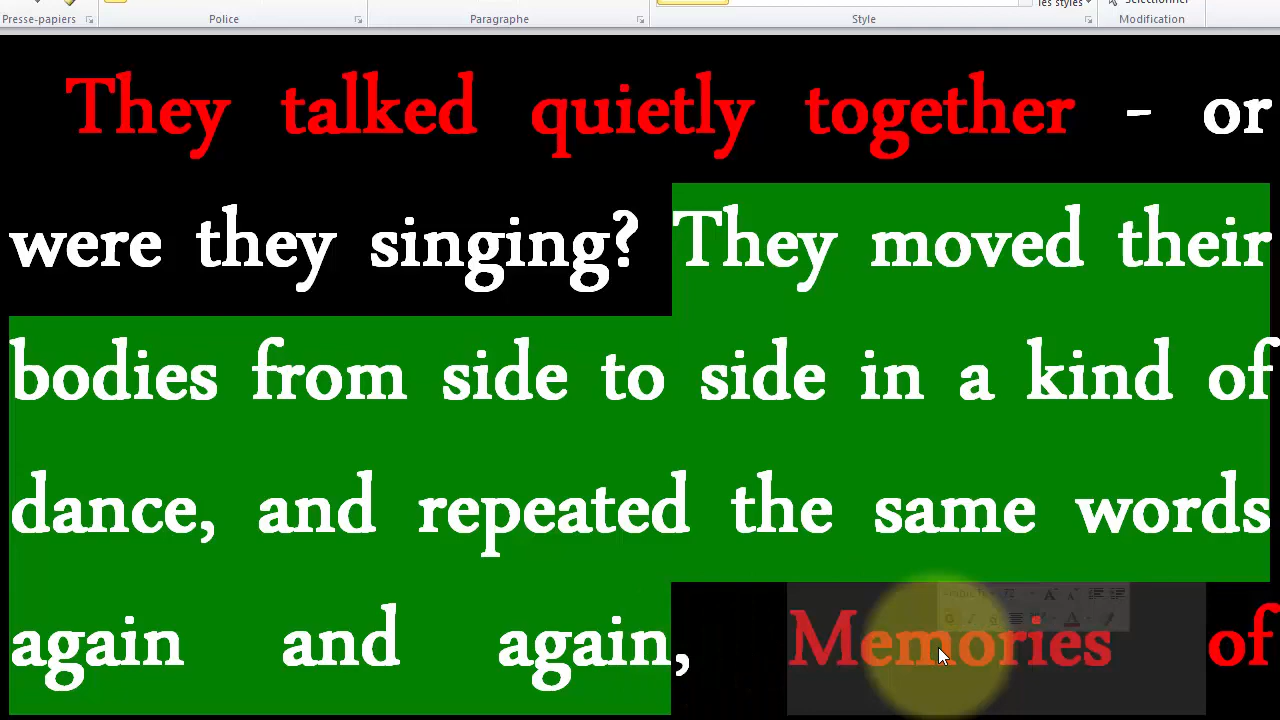 Presse-papiers Police Paragraphe Style Modification
They talked quietly together - or
were they singing? They moved their
bodies from side to side in a kind of
dance, and repeated the same words
again and again, Memories of